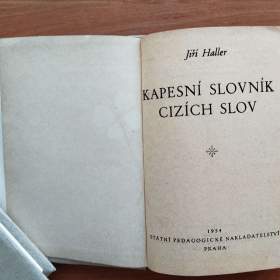 Jiří Haller
KAPESNÍ SLOVNÍK
CIZÍCH SLOV
1954
STÁTNÍ PEDAGOGICKÉ NAKLADATELSTVÍ
PRAHA